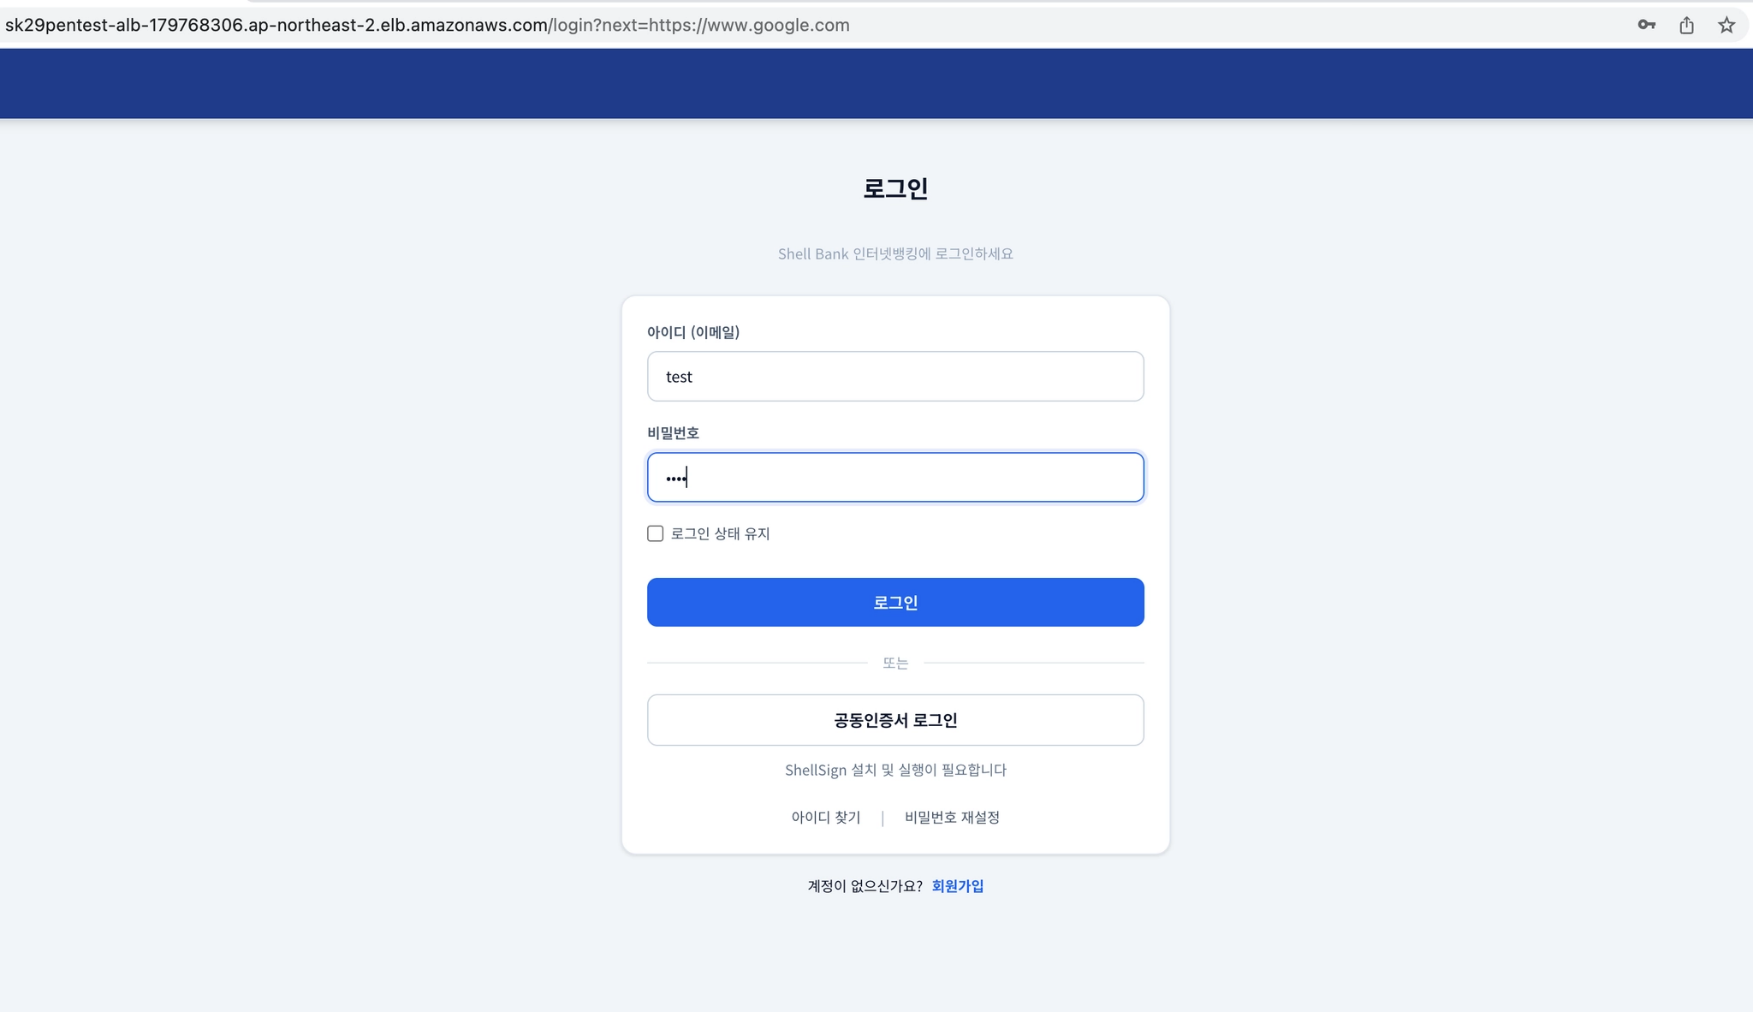 sk29pentest-alb-179768306.ap-northeast-2.elb.amazonaws.com/login?next=https://www.google.com
로그인
Shell Bank 인터넷뱅킹에 로그인하세요
아이디 (이메일)
test
비밀번호
••••
로그인 상태 유지
로그인
또는
공동인증서 로그인
ShellSign 설치 및 실행이 필요합니다
아이디 찾기 | 비밀번호 재설정
계정이 없으신가요? 회원가입